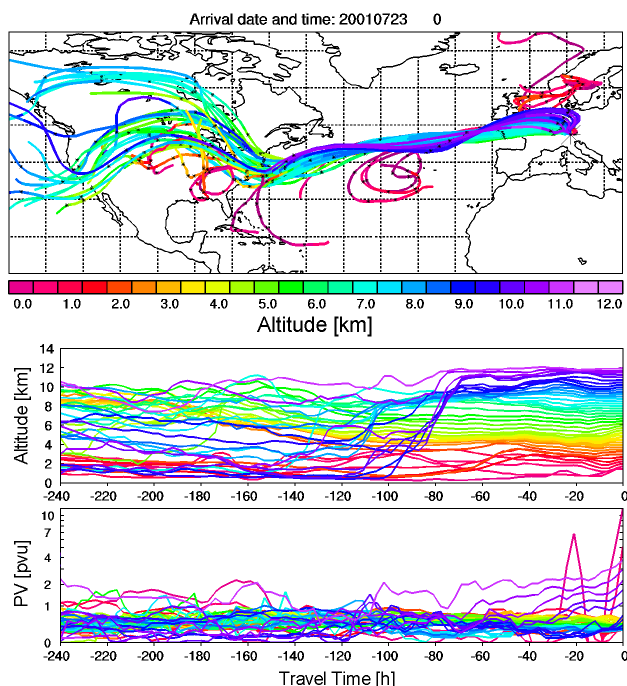 Arrival date and time: 20010723 0
0.0 1.0 2.0 3.0 4.0 5.0 6.0 7.0 8.0 9.0 10.0 11.0 12.0
Altitude [km]
Altitude [km]
14
12
10
8
6
4
2
0
-240 -220 -200 -180 -160 -140 -120 -100 -80 -60 -40 -20 0
PV [pvu]
10
7
4
2
1
0
-240 -220 -200 -180 -160 -140 -120 -100 -80 -60 -40 -20 0
Travel Time [h]